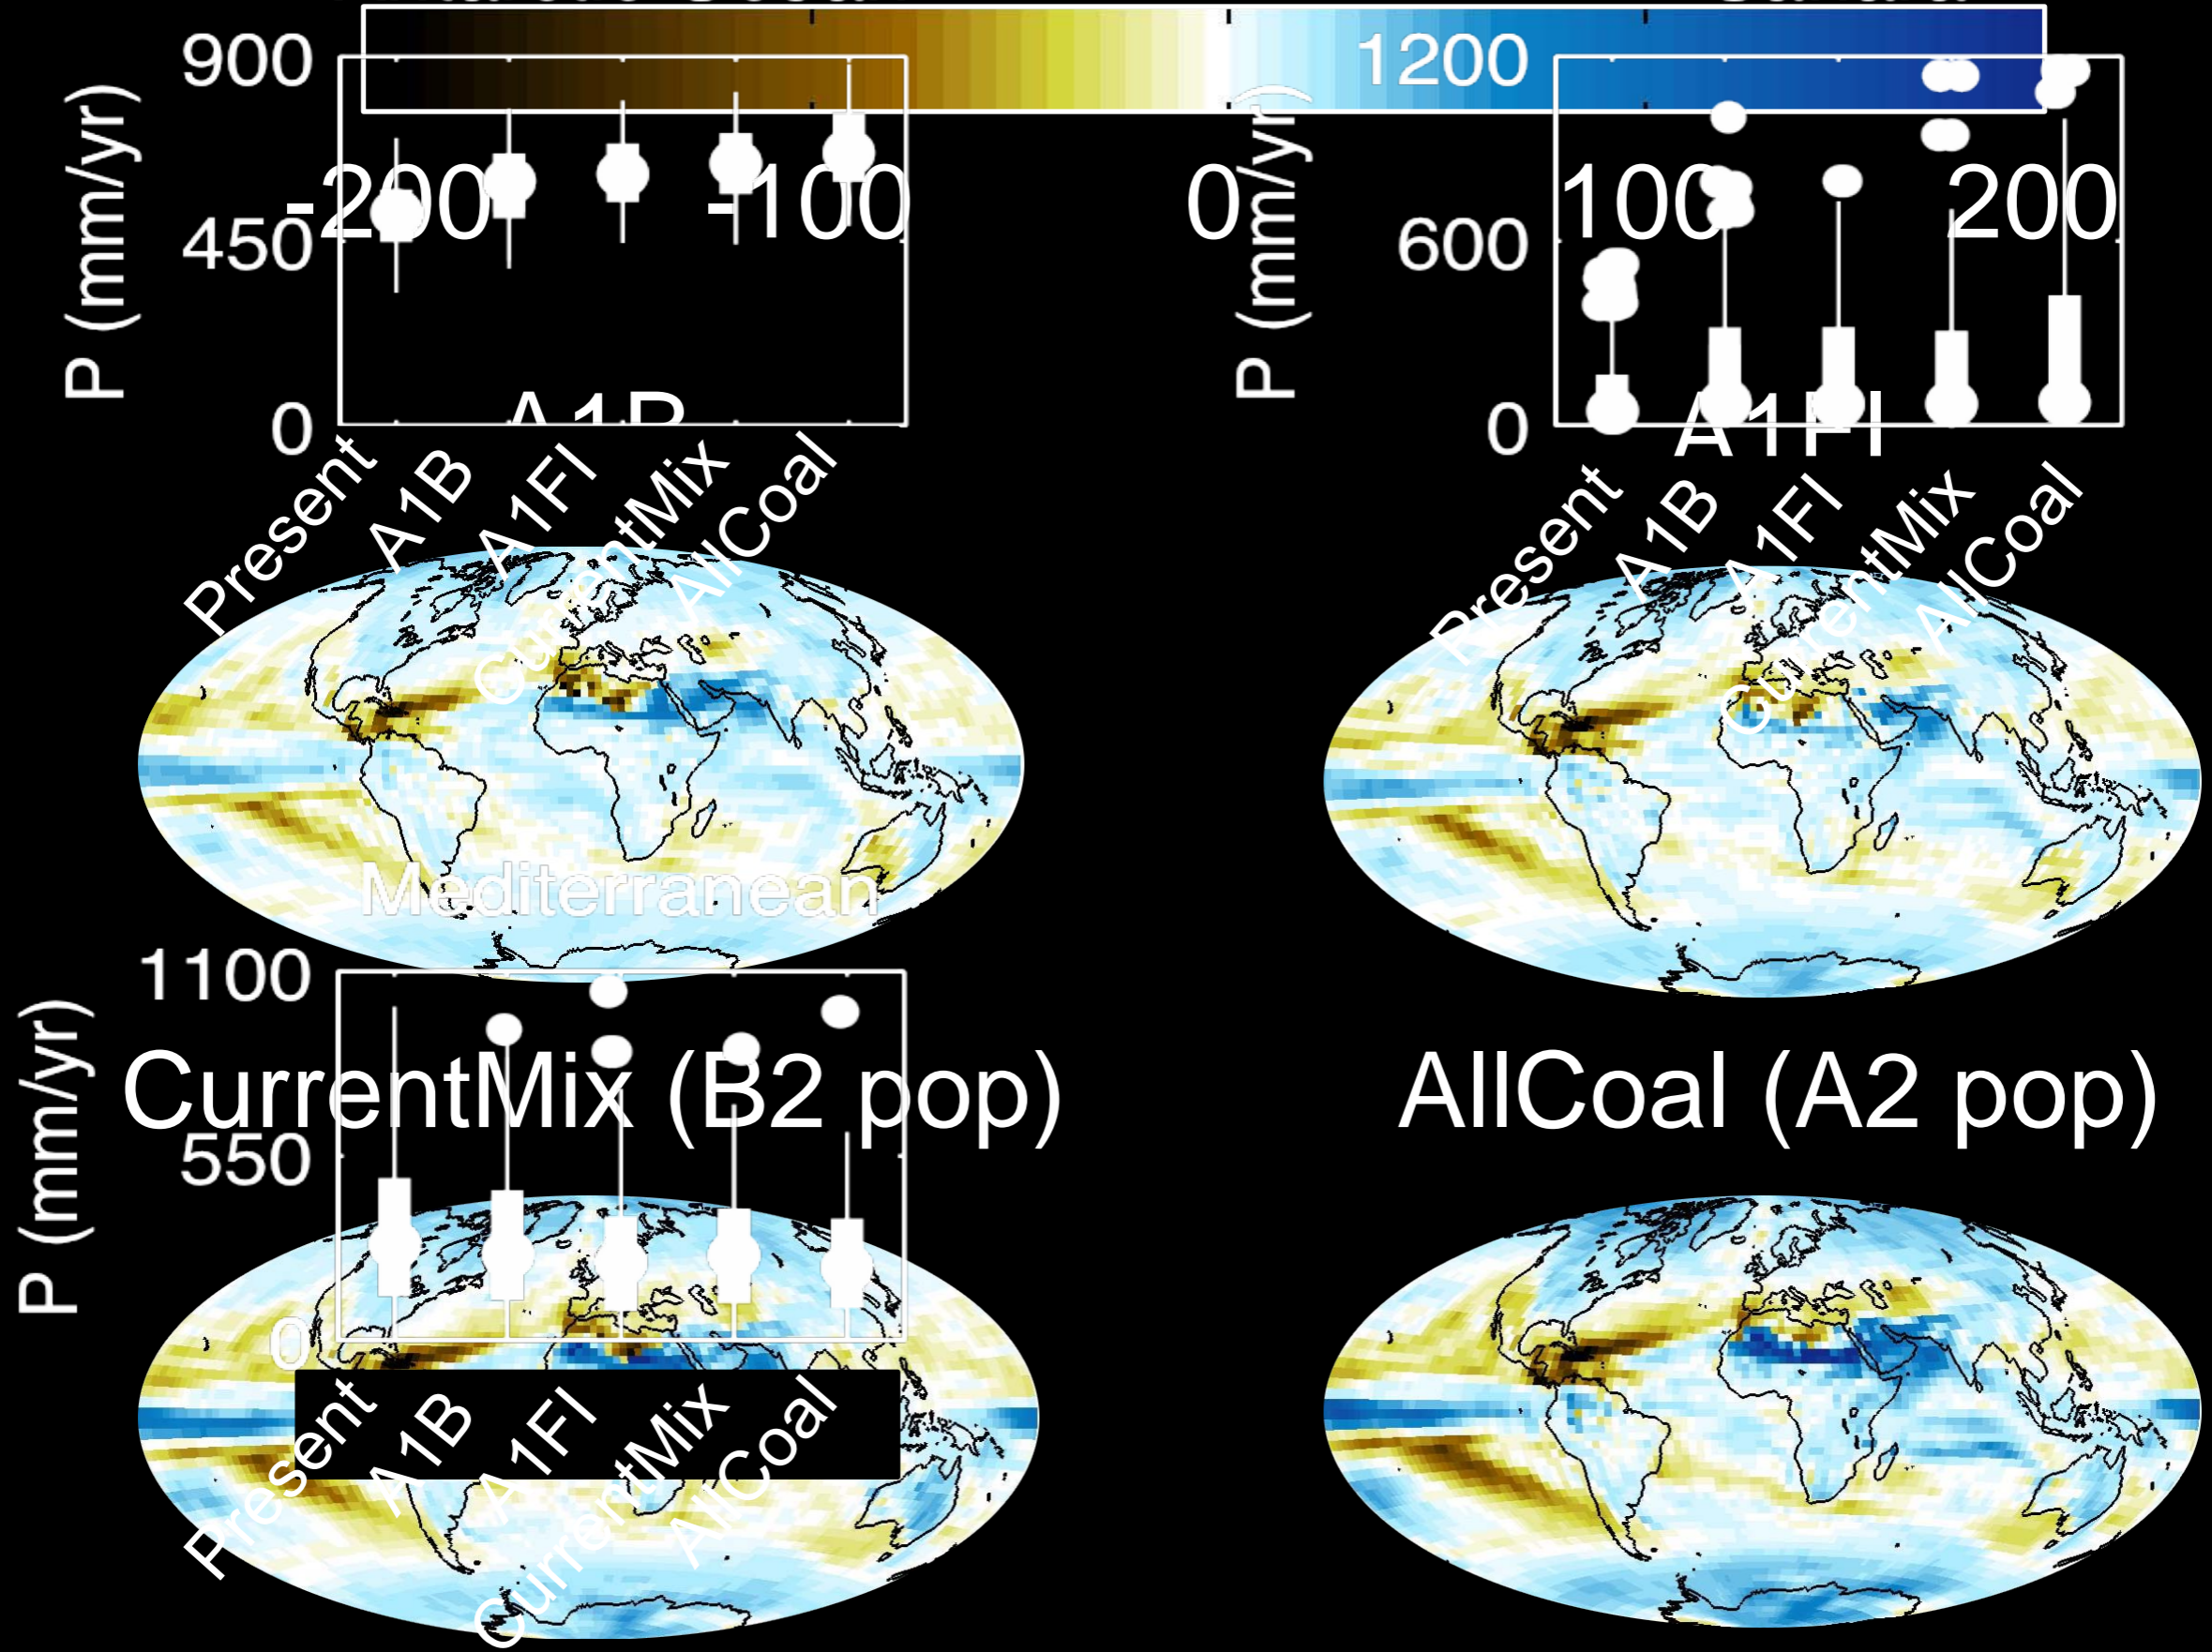 900
1200
P (mm/yr)
P (mm/yr)
-200
-100
0
100
200
450
600
0
0
A1B
A1FI
Present
A1B
A1FI
CurrentMix
AllCoal
Present
A1B
A1FI
CurrentMix
AllCoal
Mediterranean
1100
P (mm/yr)
CurrentMix (B2 pop)
AllCoal (A2 pop)
550
0
Present
A1B
A1FI
CurrentMix
AllCoal